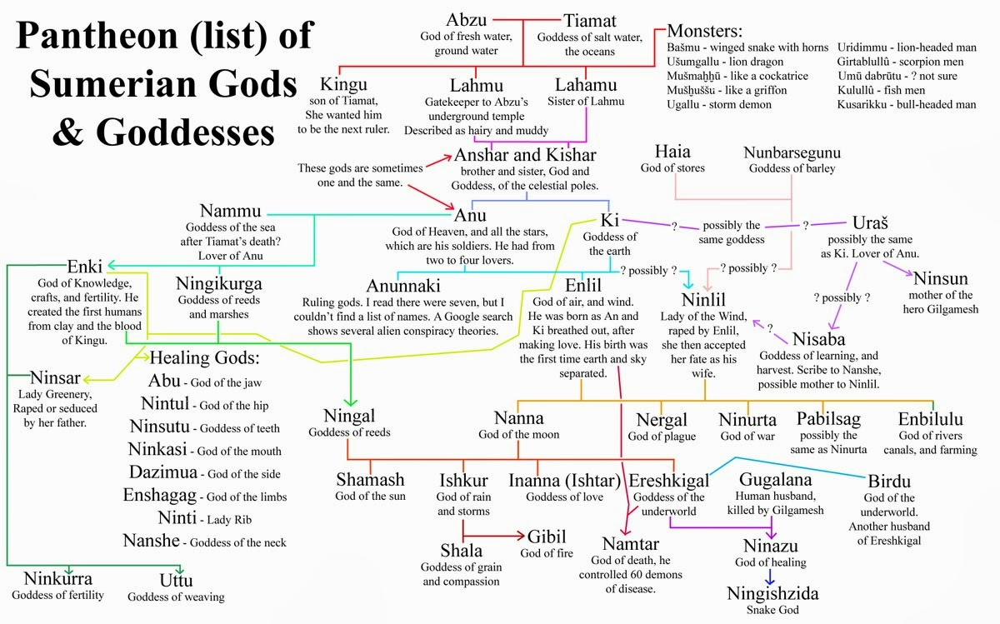 Pantheon (list) of
Sumerian Gods
& Goddesses
Abzu
God of fresh water,
ground water
Tiamat
Goddess of salt water,
the oceans
Monsters:
Bašmu - winged snake with horns
Ušumgallu - lion dragon
Mušmaḫḫū - like a cockatrice
Mušḫuššu - like a griffon
Ugallu - storm demon
Uridimmu - lion-headed man
Girtablullû - scorpion men
Umū dabrūtu - ? not sure
Kulullû - fish men
Kusarikku - bull-headed man
Kingu
son of Tiamat,
She wanted him
to be the next ruler.
Lahmu
Gatekeeper to Abzu's
underground temple
Described as hairy and muddy
Lahamu
Sister of Lahmu
These gods are sometimes
one and the same.
Anshar and Kishar
brother and sister, God and
Goddess, of the celestial poles.
Haia
God of stores
Nunbarsegunu
Goddess of barley
Nammu
Goddess of the sea
after Tiamat's death?
Lover of Anu
Anu
God of Heaven, and all the stars,
which are his soldiers. He had from
two to four lovers.
Ki
Goddess of
the earth
?
possibly the
same goddess
?
Uraš
possibly the same
as Ki. Lover of Anu.
Enki
God of Knowledge,
crafts, and fertility. He
created the first humans
from clay and the blood
of Kingu.
Ningikurga
Goddess of reeds
and marshes
Anunnaki
Ruling gods. I read there were seven, but I
couldn't find a list of names. A Google search
shows several alien conspiracy theories.
Enlil
God of air, and wind.
He was born as An and
Ki breathed out, after
making love. His birth was
the first time earth and sky
separated.
? possibly ?
? possibly ?
Ninlil
Lady of the Wind,
raped by Enlil,
she then accepted
her fate as his
wife.
Ninsun
mother of the
hero Gilgamesh
? possibly ?
?
Nisaba
Goddess of learning, and
harvest. Scribe to Nanshe,
possible mother to Ninlil.
Ninsar
Lady Greenery,
Raped or seduced
by her father.
Healing Gods:
Abu - God of the jaw
Nintul - God of the hip
Ninsutu - Goddess of teeth
Ninkasi - God of the mouth
Dazimua - God of the side
Enshagag - God of the limbs
Ninti - Lady Rib
Nanshe - Goddess of the neck
Ningal
Goddess of reeds
Nanna
God of the moon
Nergal
God of plague
Ninurta
God of war
Pabilsag
possibly the
same as Ninurta
Enbilulu
God of rivers
canals, and farming
Shamash
God of the sun
Ishkur
God of rain
and storms
Inanna (Ishtar)
Goddess of love
Ereshkigal
Goddess of the
underworld
Gugalana
Human husband,
killed by Gilgamesh
Birdu
God of the
underworld.
Another husband
of Ereshkigal
Shala
Goddess of grain
and compassion
Gibil
God of fire
Namtar
God of death, he
controlled 60 demons
of disease.
Ninazu
God of healing
Ningishzida
Snake God
Ninkurra
Goddess of fertility
Uttu
Goddess of weaving